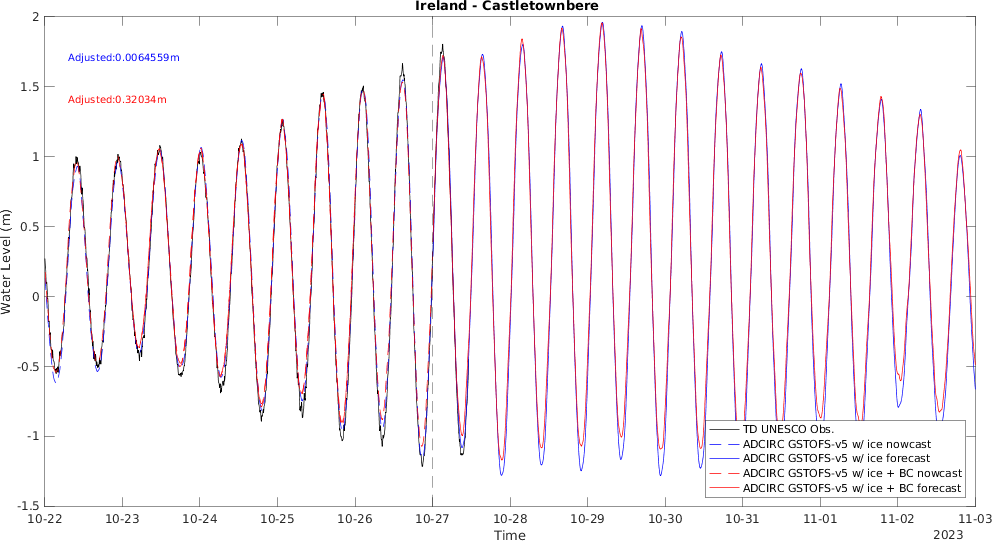 Ireland - Castletownbere
Adjusted:0.0064559m
Adjusted:0.32034m
Water Level (m)
2
1.5
1
0.5
0
-0.5
-1
-1.5
TD UNESCO Obs.
ADCIRC GSTOFS-v5 w/ ice nowcast
ADCIRC GSTOFS-v5 w/ ice forecast
ADCIRC GSTOFS-v5 w/ ice + BC nowcast
ADCIRC GSTOFS-v5 w/ ice + BC forecast
10-22 10-23 10-24 10-25 10-26 10-27 10-28 10-29 10-30 10-31 11-01 11-02 11-03
Time
2023